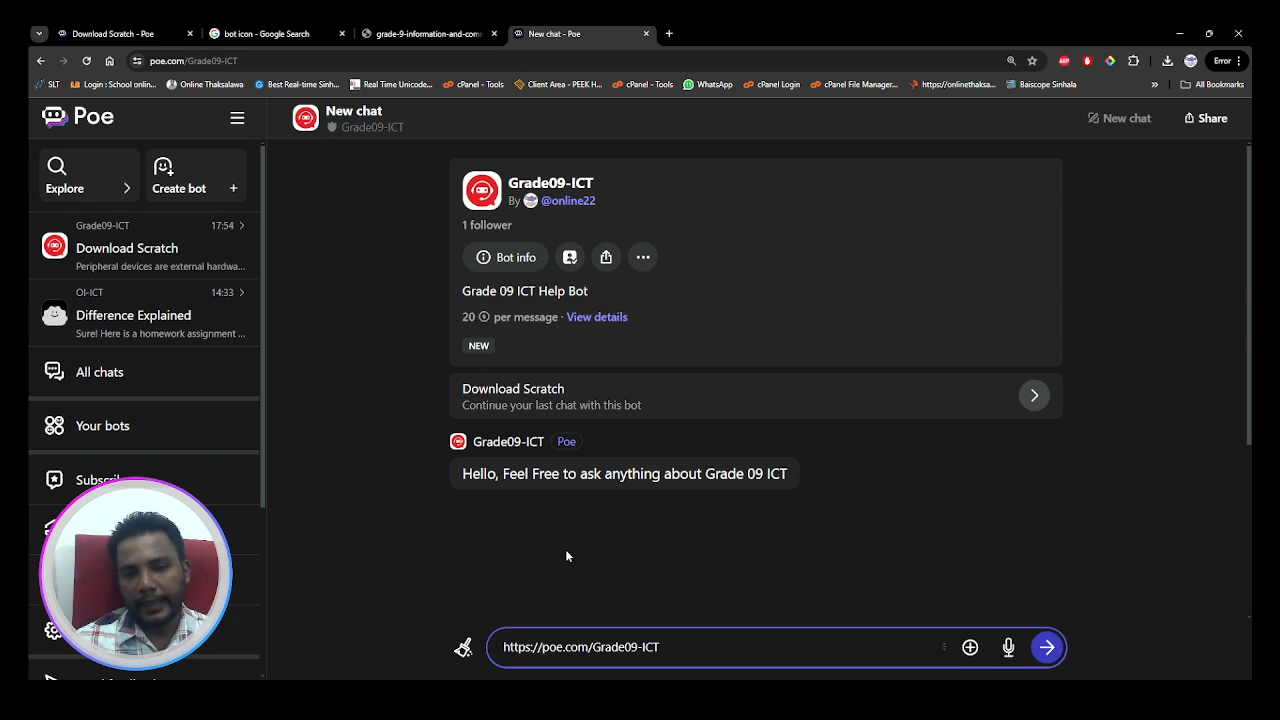 Download Scratch - Poe
bot icon - Google Search
grade-9-information-and-comm
New chat - Poe
poe.com/Grade09-ICT
ABP
Error
SLT
Login : School onlin...
Online Thaksalawa
Best Real-time Sinh...
Real Time Unicode...
cPanel - Tools
Client Area - PEEK H...
cPanel - Tools
WhatsApp
cPanel Login
cPanel File Manager...
https://onlinethaksa...
Baiscope Sinhala
All Bookmarks
Poe
New chat
Grade09-ICT
New chat
Share
Explore
Create bot
Grade09-ICT 17:54
Download Scratch
Peripheral devices are external hardwa...
OI-ICT 14:33
Difference Explained
Sure! Here is a homework assignment ...
All chats
Your bots
Grade09-ICT
By @online22
1 follower
Bot info
Grade 09 ICT Help Bot
20 per message · View details
NEW
Download Scratch
Continue your last chat with this bot
Grade09-ICT Poe
Hello, Feel Free to ask anything about Grade 09 ICT
https://poe.com/Grade09-ICT